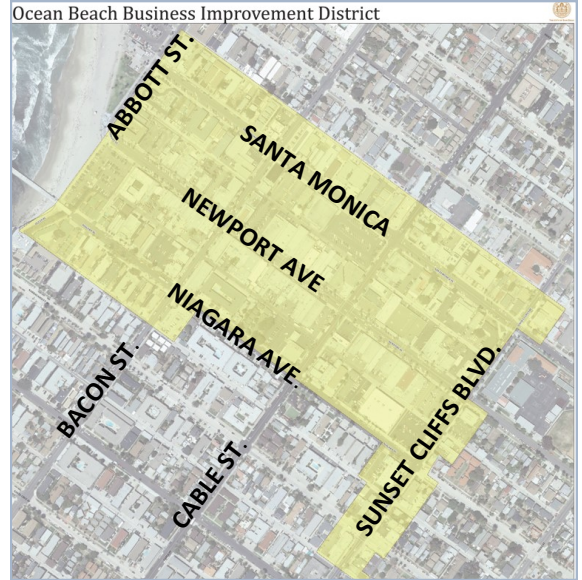 Ocean Beach Business Improvement District
ABBOTT ST.
SANTA MONICA
NEWPORT AVE
NIAGARA AVE.
BACON ST.
CABLE ST.
SUNSET CLIFFS BLVD.